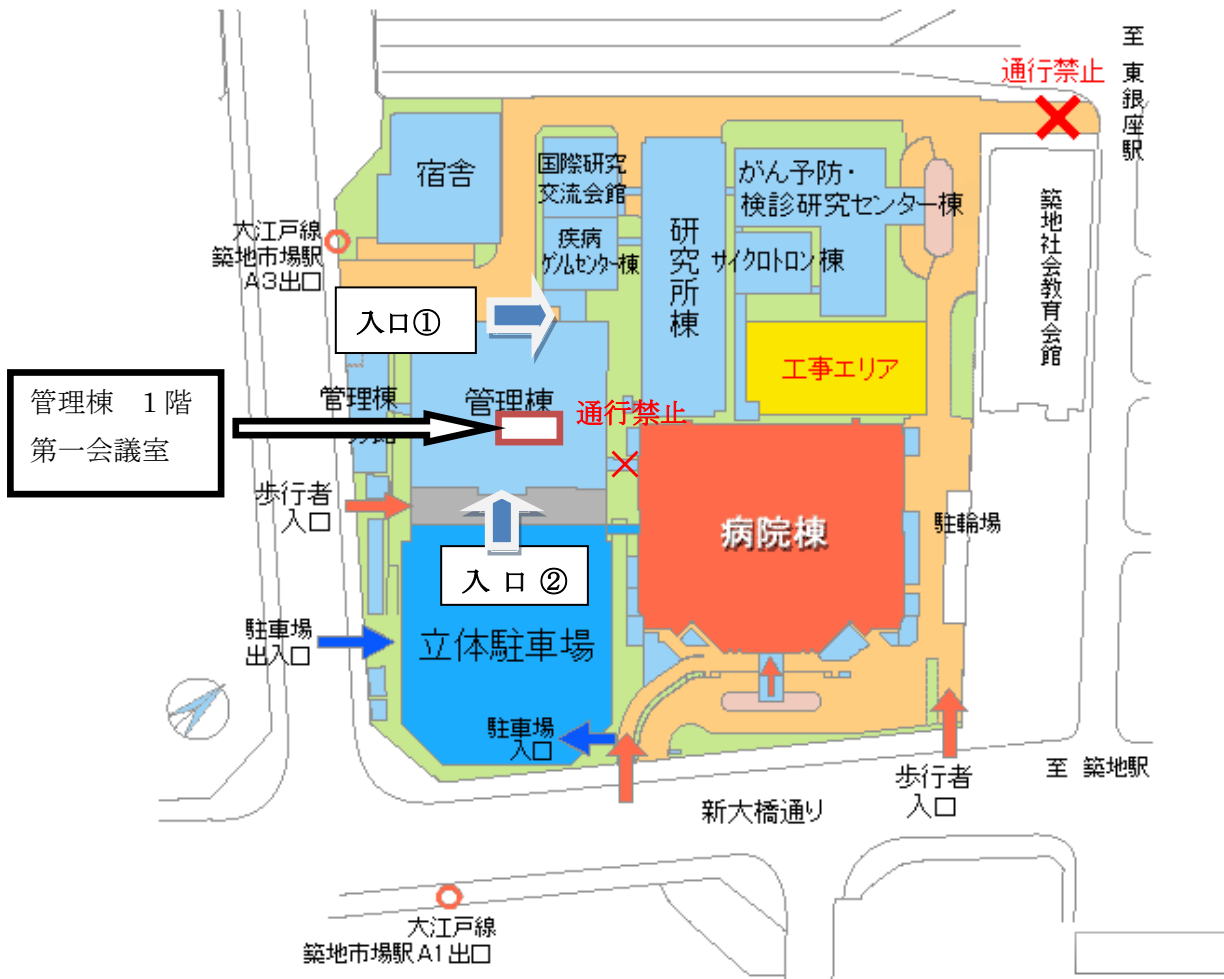 至
東銀座駅
通行禁止
宿舎
国際研究
交流会館
がん予防・
検診研究センター棟
築地社会教育会館
大江戸線
築地市場駅
A3出口
疾病
ゲノムセンター棟
研究所棟
サイクロトロン棟
入口①
工事エリア
管理棟　1階
第一会議室
管理棟
管理棟
通行禁止
歩行者
入口
病院棟
駐輪場
入 口 ②
駐車場
出入口
立体駐車場
駐車場
入口
至 築地駅
歩行者
入口
新大橋通り
大江戸線
築地市場駅A1出口